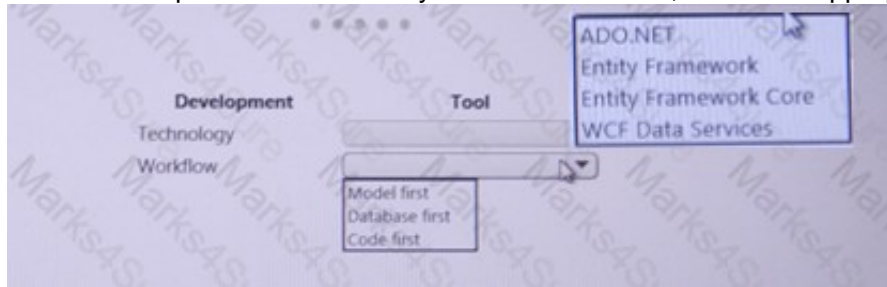 ADO.NET
Entity Framework
Entity Framework Core
WCF Data Services
Development Tool
Technology
Workflow
Model first
Database first
Code first
Marks4Sure